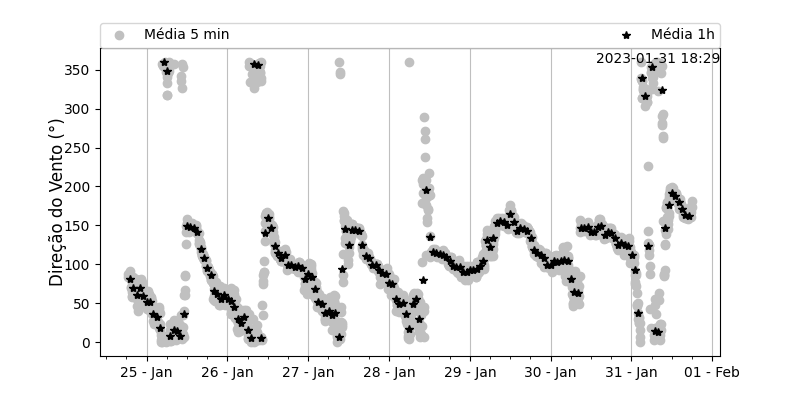 Média 5 min
Média 1h
2023-01-31 18:29
Direção do Vento (°)
350
300
250
200
150
100
50
0
25 - Jan
26 - Jan
27 - Jan
28 - Jan
29 - Jan
30 - Jan
31 - Jan
01 - Feb